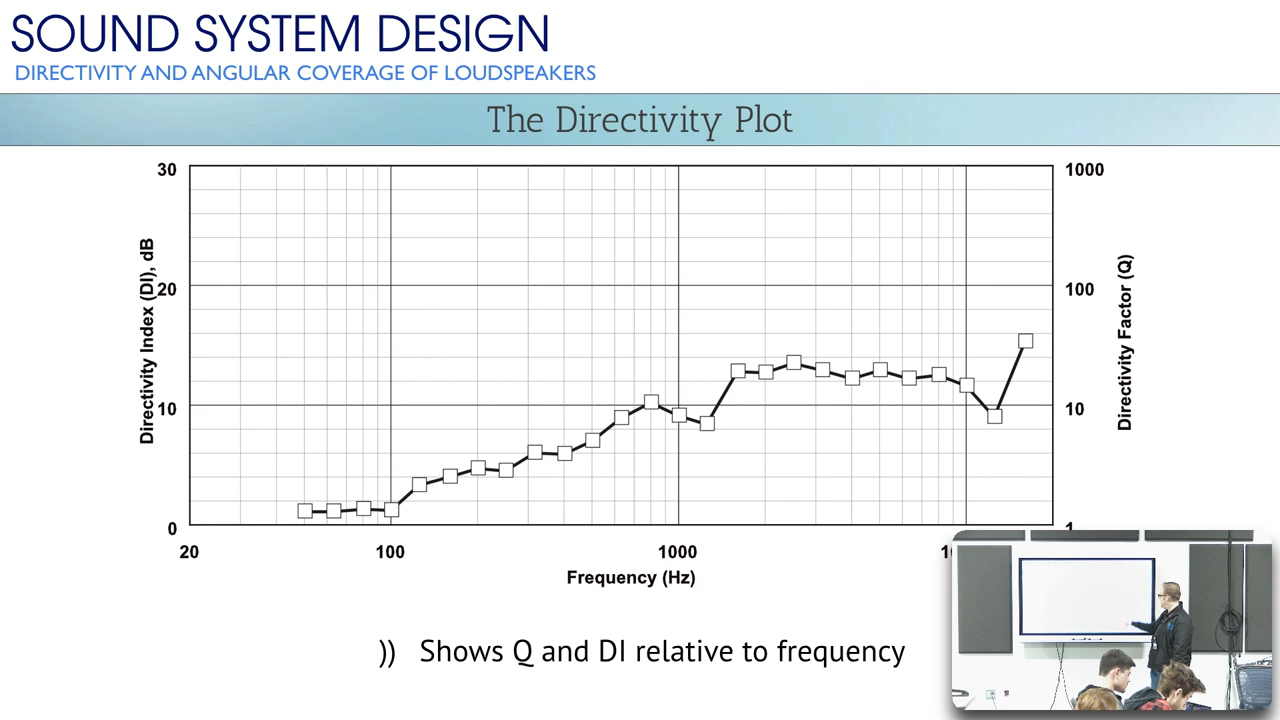 SOUND SYSTEM DESIGN
DIRECTIVITY AND ANGULAR COVERAGE OF LOUDSPEAKERS
The Directivity Plot
30
20
10
0
Directivity Index (DI), dB
1000
100
10
1
Directivity Factor (Q)
20
100
1000
Frequency (Hz)
)) Shows Q and DI relative to frequency